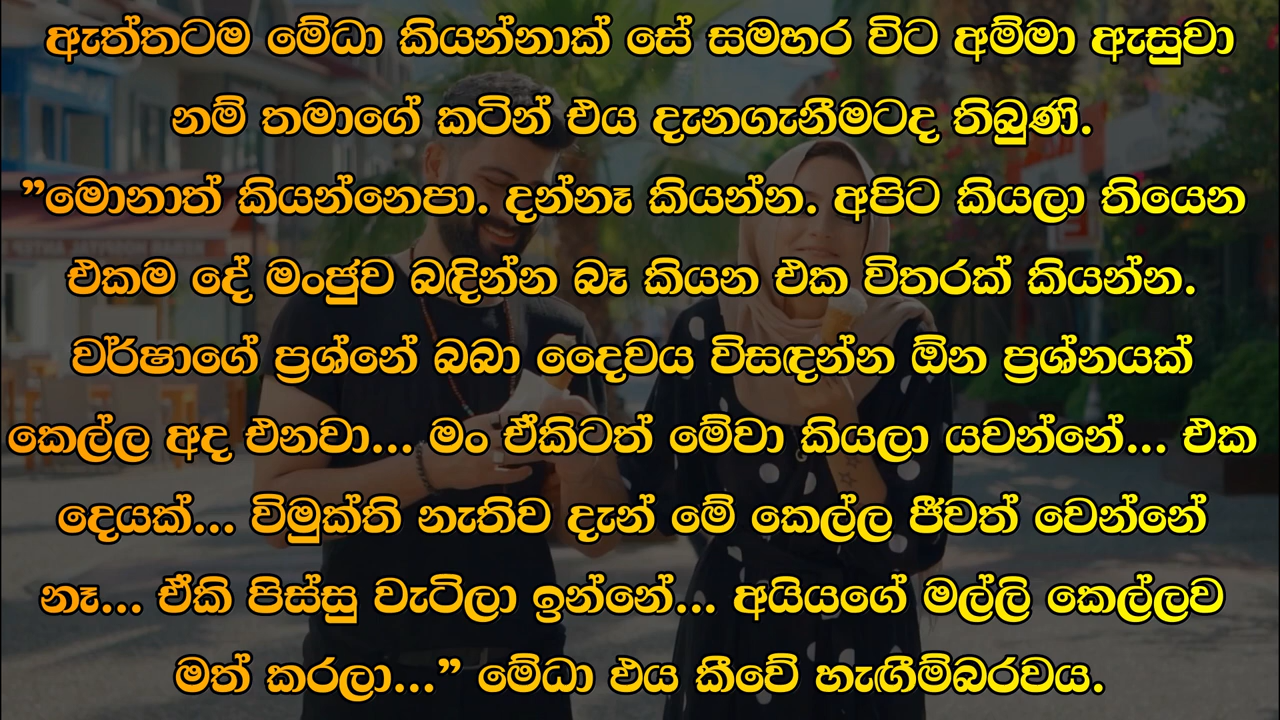 ඇත්තටම මේධා කියන්නාක් සේ සමහර විට අම්මා ඇසුවා
නම් තමාගේ කටින් එය දැනගැනීමටද තිබුණි.
”මොනාත් කියන්නෙපා. දන්නෑ කියන්න. අපිට කියලා තියෙන
එකම දේ මංජුව බඳින්න බෑ කියන එක විතරක් කියන්න.
වර්ෂාගේ ප්‍රශ්නේ බබා දෛවය විසඳන්න ඕන ප්‍රශ්නයක්
කෙල්ල අද එනවා... මං ඒකිටත් මේවා කියලා යවන්නේ... එක
දෙයක්... විමුක්ති නැතිව දැන් මේ කෙල්ල ජීවත් වෙන්නේ
නෑ... ඒකි පිස්සු වැටිලා ඉන්නේ... අයියගේ මල්ලි කෙල්ලව
මත් කරලා...” මේධා ඵය කීවේ හැඟීම්බරවය.